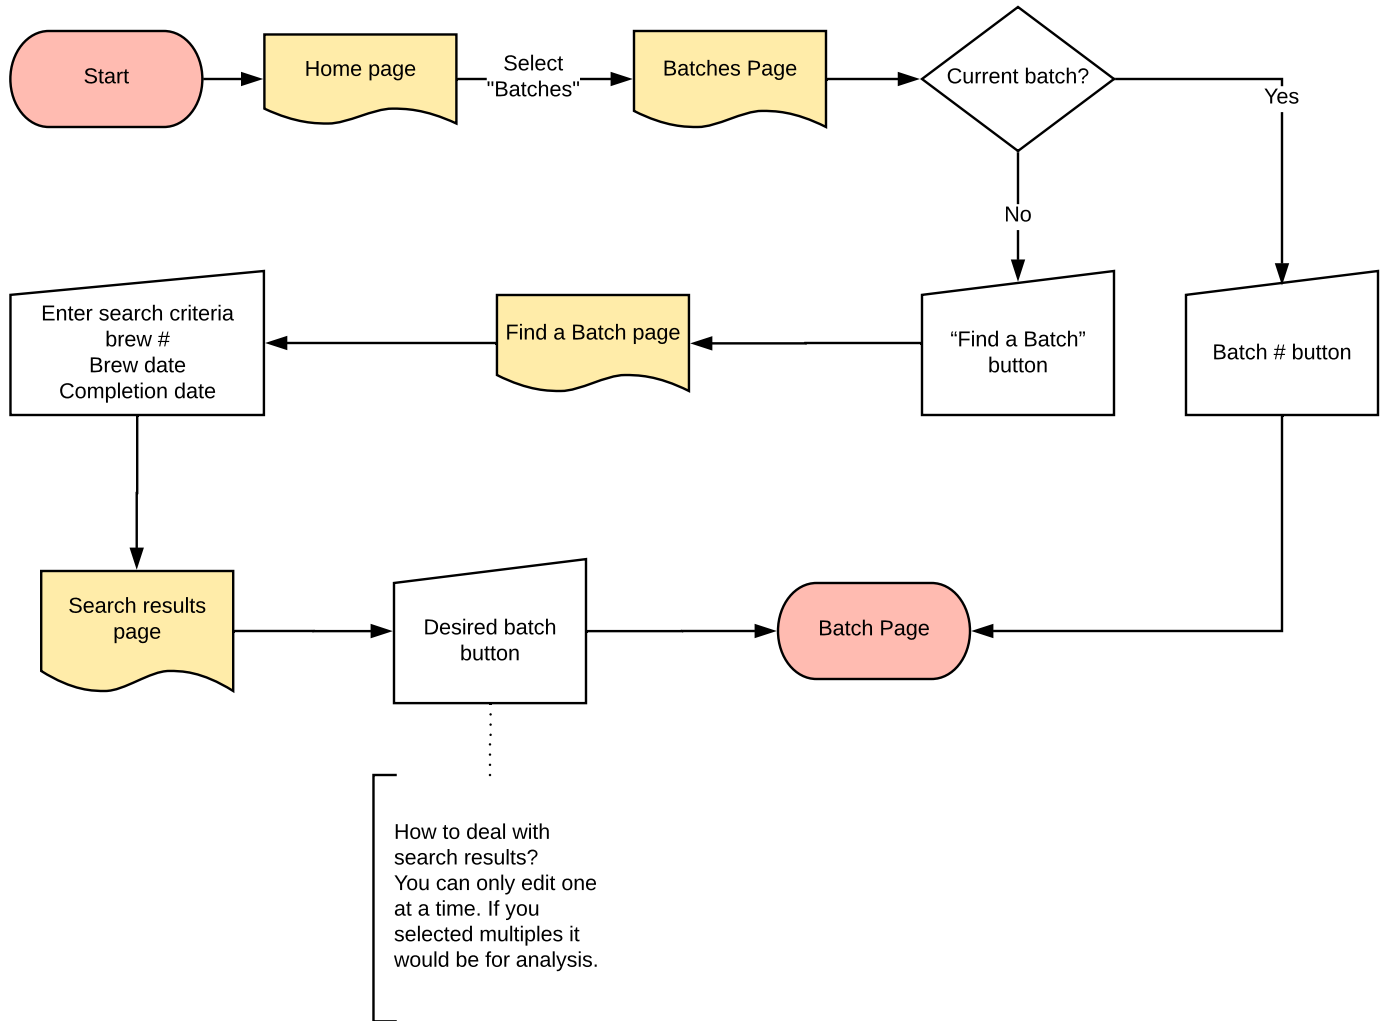 Start
Home page
Select
"Batches"
Batches Page
Current batch?
Yes
No
Enter search criteria
brew #
Brew date
Completion date
Find a Batch page
“Find a Batch”
button
Batch # button
Search results
page
Desired batch
button
Batch Page
How to deal with
search results?
You can only edit one
at a time. If you
selected multiples it
would be for analysis.